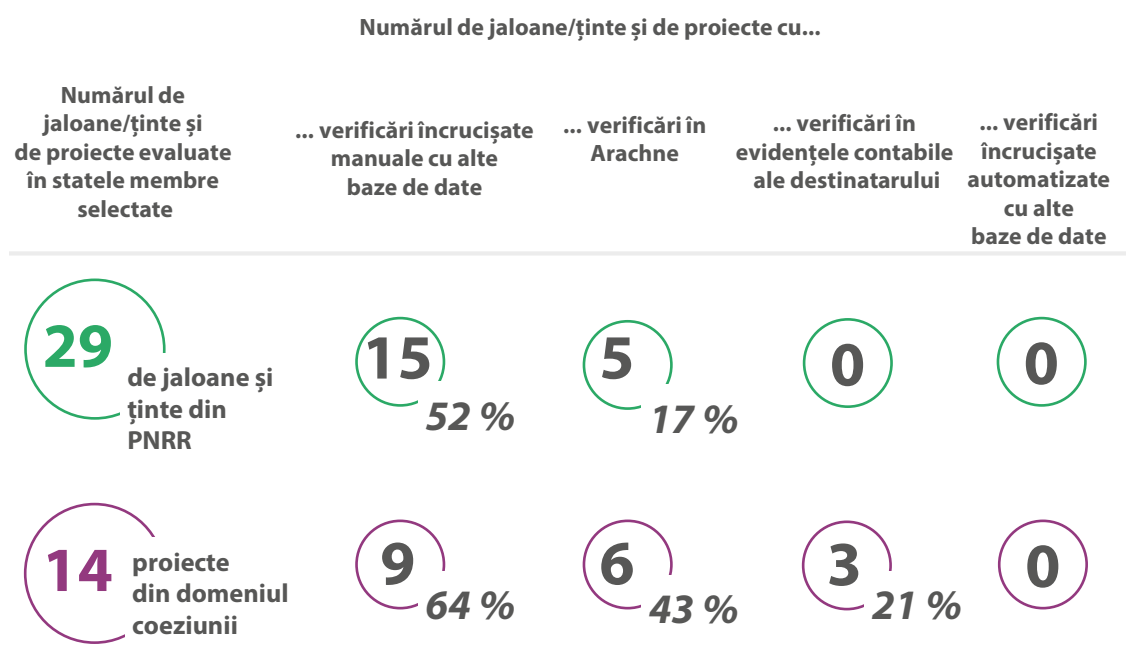 Numărul de jaloane/ținte și de proiecte cu...
Numărul de
jaloane/ținte și
de proiecte evaluate
în statele membre
selectate
... verificări încrucișate
manuale cu alte
baze de date
... verificări în
Arachne
... verificări în
evidențele contabile
ale destinatarului
... verificări
încrucișate
automatizate
cu alte
baze de date
29
de jaloane și
ținte din
PNRR
15
52 %
5
17 %
0
0
14
proiecte
din domeniul
coeziunii
9
64 %
6
43 %
3
21 %
0